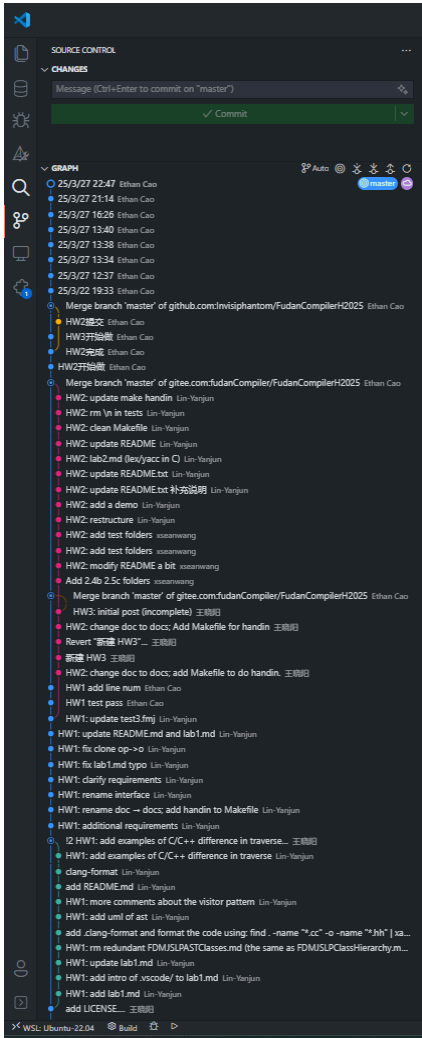 SOURCE CONTROL
CHANGES
Message (Ctrl+Enter to commit on "master")
Commit
GRAPH Auto
25/3/27 22:47 Ethan Cao master
25/3/27 21:14 Ethan Cao
25/3/27 16:26 Ethan Cao
25/3/27 13:40 Ethan Cao
25/3/27 13:38 Ethan Cao
25/3/27 13:34 Ethan Cao
25/3/27 12:37 Ethan Cao
25/3/22 19:33 Ethan Cao
Merge branch 'master' of github.com:Invisiphantom/FudanCompilerH2025 Ethan Cao
HW2提交 Ethan Cao
HW3开始做 Ethan Cao
HW2完成 Ethan Cao
HW2开始做 Ethan Cao
Merge branch 'master' of gitee.com:fudanCompiler/FudanCompilerH2025 Ethan Cao
HW2: update make handin Lin-Yanjun
HW2: rm \n in tests Lin-Yanjun
HW2: clean Makefile Lin-Yanjun
HW2: update README Lin-Yanjun
HW2: lab2.md (lex/yacc in C) Lin-Yanjun
HW2: update README.txt Lin-Yanjun
HW2: update README.txt 补充说明 Lin-Yanjun
HW2: add a demo Lin-Yanjun
HW2: restructure Lin-Yanjun
HW2: add test folders xseanwang
HW2: add test folders xseanwang
HW2: modify README a bit xseanwang
Add 2.4b 2.5c folders xseanwang
Merge branch 'master' of gitee.com:fudanCompiler/FudanCompilerH2025 Ethan Cao
HW3: initial post (incomplete) 王晓阳
HW2: change doc to docs; Add Makefile for handin 王晓阳
Revert "新建 HW3"... 王晓阳
新建 HW3 王晓阳
HW2: change doc to docs; add Makefile to do handin. 王晓阳
HW1 add line num Ethan Cao
HW1 test pass Ethan Cao
HW1: update test3.fmj Lin-Yanjun
HW1: update README.md and lab1.md Lin-Yanjun
HW1: fix clone op->o Lin-Yanjun
HW1: fix lab1.md typo Lin-Yanjun
HW1: clarify requirements Lin-Yanjun
HW1: rename interface Lin-Yanjun
HW1: rename doc → docs; add handin to Makefile Lin-Yanjun
HW1: additional requirements Lin-Yanjun
!2 HW1: add examples of C/C++ difference in traverse... 王晓阳
HW1: add examples of C/C++ difference in traverse Lin-Yanjun
clang-format Lin-Yanjun
add README.md Lin-Yanjun
HW1: more comments about the visitor pattern Lin-Yanjun
HW1: add uml of ast Lin-Yanjun
add .clang-format and format the code using: find . -name "*.cc" -o -name "*.hh" | xa...
HW1: rm redundant FDMJSLPASTClasses.md (the same as FDMJSLPClassHierarchy.m...
HW1: update lab1.md Lin-Yanjun
HW1: add intro of .vscode/ to lab1.md Lin-Yanjun
HW1: add lab1.md Lin-Yanjun
add LICENSE.... 王晓阳
1
WSL: Ubuntu-22.04 Build